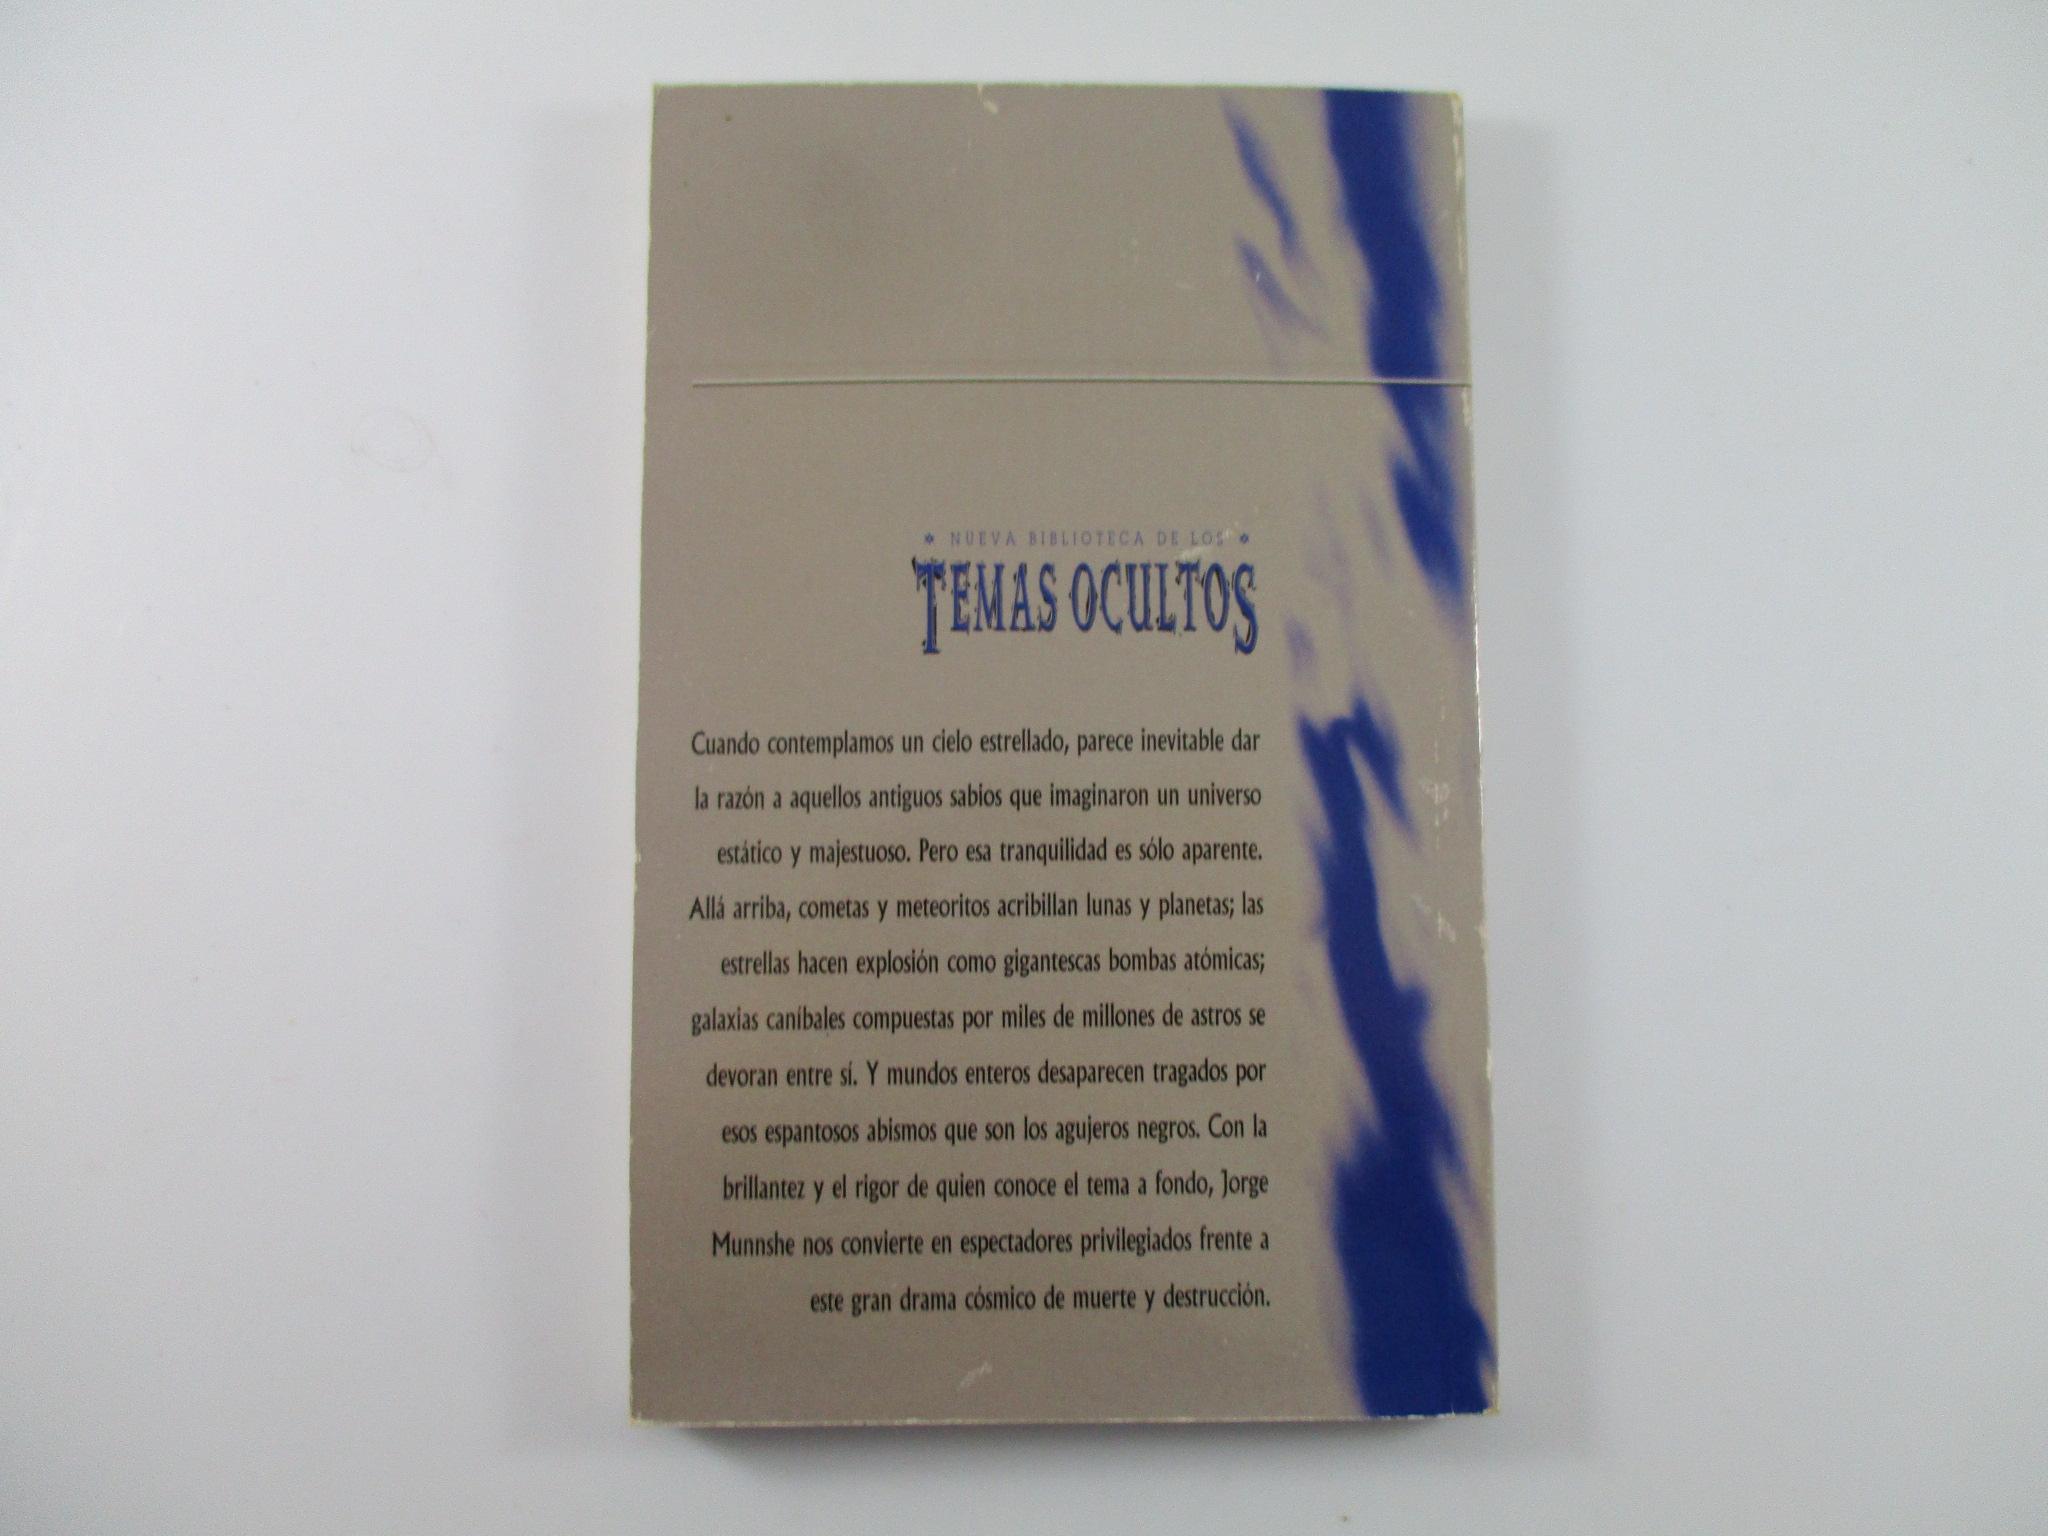 * NUEVA BIBLIOTECA DE LOS *
TEMAS OCULTOS
Cuando contemplamos un cielo estrellado, parece inevitable dar
la razón a aquellos antiguos sabios que imaginaron un universo
estático y majestuoso. Pero esa tranquilidad es sólo aparente.
Allá arriba, cometas y meteoritos acribillan lunas y planetas; las
estrellas hacen explosión como gigantescas bombas atómicas;
galaxias caníbales compuestas por miles de millones de astros se
devoran entre sí. Y mundos enteros desaparecen tragados por
esos espantosos abismos que son los agujeros negros. Con la
brillantez y el rigor de quien conoce el tema a fondo, Jorge
Munnshe nos convierte en espectadores privilegiados frente a
este gran drama cósmico de muerte y destrucción.